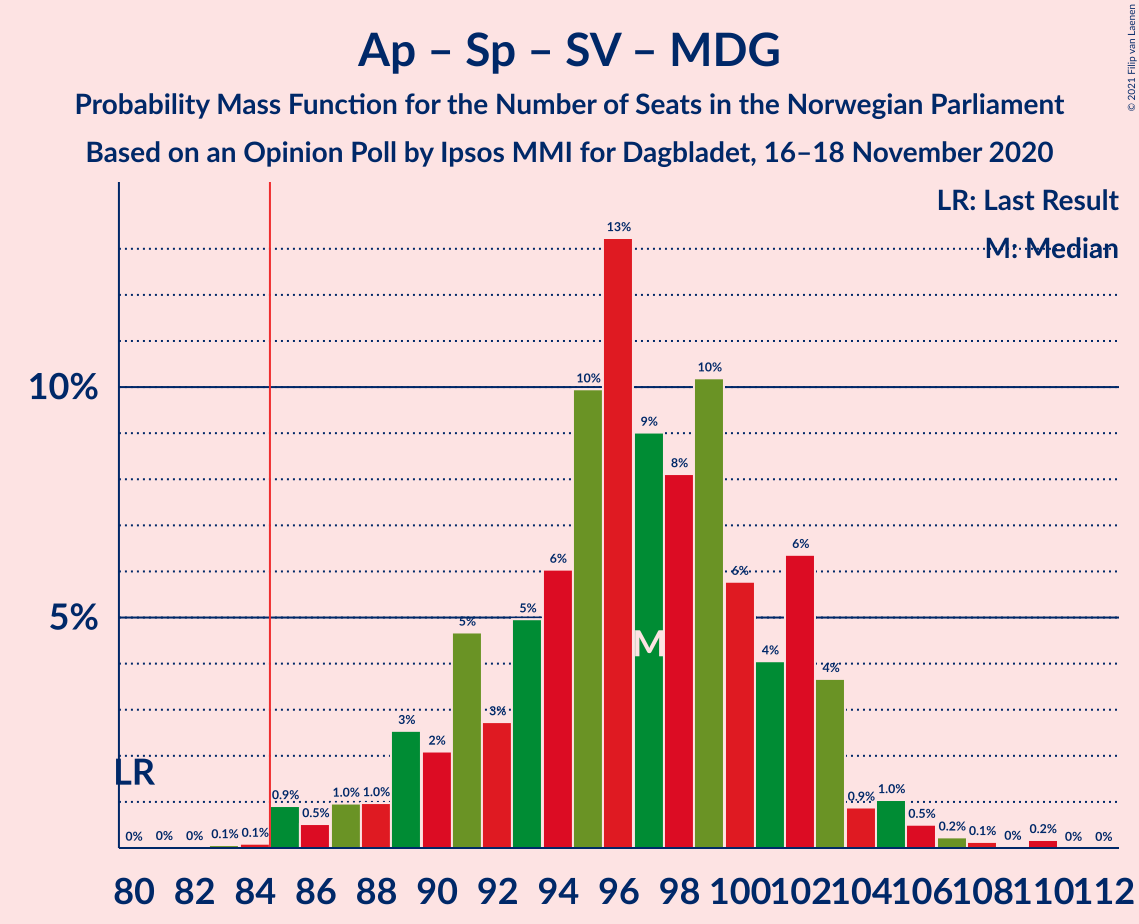 Ap – Sp – SV – MDG
Probability Mass Function for the Number of Seats in the Norwegian Parliament
Based on an Opinion Poll by Ipsos MMI for Dagbladet, 16–18 November 2020
© 2021 Filip van Laenen
LR: Last Result
M: Median
10%
5%
LR
M
0% 0% 0% 0.1% 0.1% 0.9% 0.5% 1.0% 1.0% 3% 2% 5% 3% 5% 6% 10% 13% 9% 8% 10% 6% 4% 6% 4% 0.9% 1.0% 0.5% 0.2% 0.1% 0% 0.2% 0% 0%
80 82 84 86 88 90 92 94 96 98 100 102 104 106 108 110 112